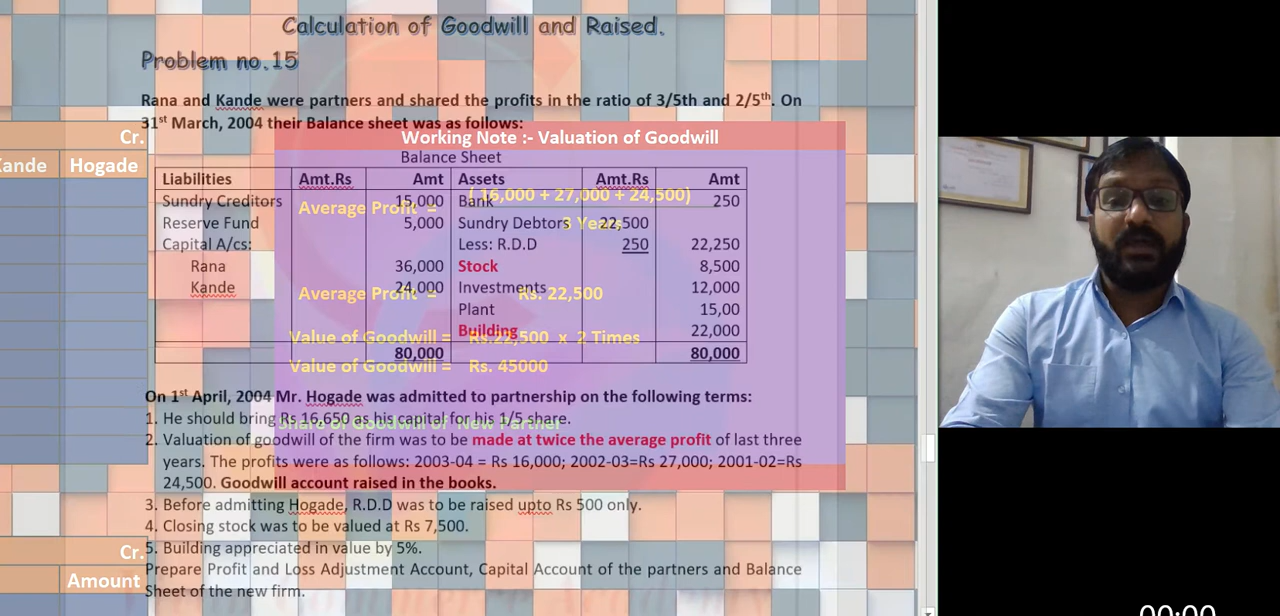 Calculation of Goodwill and Raised.
Problem no.15
Rana and Kande were partners and shared the profits in the ratio of 3/5th and 2/5th. On
31st March, 2004 their Balance sheet was as follows:
Cr.
Kande Hogade
Working Note :- Valuation of Goodwill
Balance Sheet
Liabilities Amt.Rs Amt Assets Amt.Rs Amt
Sundry Creditors 15,000 Bank 250
Reserve Fund 5,000 Sundry Debtors 22,500
Capital A/cs: Less: R.D.D 250 22,250
Rana 36,000 Stock 8,500
Kande 24,000 Investments 12,000
Plant 15,00
Building 22,000
80,000 80,000
Average Profit = (16,000 + 27,000 + 24,500)
3 Years
Average Profit = Rs. 22,500
Value of Goodwill = Rs.22,500 x 2 Times
Value of Goodwill = Rs. 45000
Share of Goodwill of New Partner
On 1st April, 2004 Mr. Hogade was admitted to partnership on the following terms:
1. He should bring Rs 16,650 as his capital for his 1/5 share.
2. Valuation of goodwill of the firm was to be made at twice the average profit of last three
years. The profits were as follows: 2003-04 = Rs 16,000; 2002-03=Rs 27,000; 2001-02=Rs
24,500. Goodwill account raised in the books.
3. Before admitting Hogade, R.D.D was to be raised upto Rs 500 only.
4. Closing stock was to be valued at Rs 7,500.
5. Building appreciated in value by 5%.
Prepare Profit and Loss Adjustment Account, Capital Account of the partners and Balance
Sheet of the new firm.
Cr.
Amount
00:00